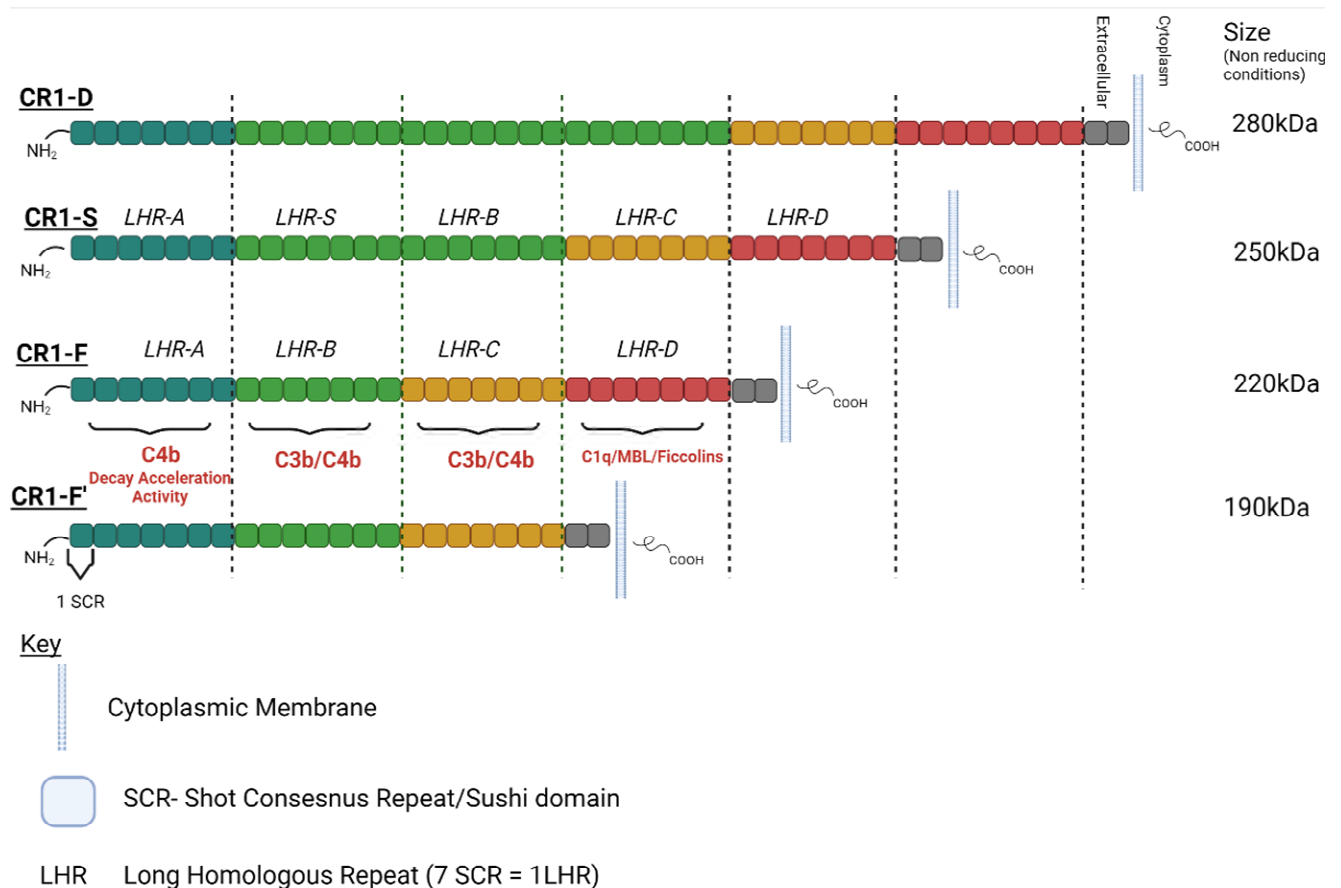 Extracellular
Cytoplasm
Size
(Non reducing
conditions)
CR1-D
NH₂
COOH
280kDa
CR1-S
LHR-A
LHR-S
LHR-B
LHR-C
LHR-D
NH₂
COOH
250kDa
CR1-F
LHR-A
LHR-B
LHR-C
LHR-D
NH₂
COOH
220kDa
C4b
Decay Acceleration
Activity
C3b/C4b
C3b/C4b
C1q/MBL/Ficcolins
CR1-F'
NH₂
COOH
190kDa
1 SCR
Key
Cytoplasmic Membrane
SCR- Shot Consesnus Repeat/Sushi domain
LHR Long Homologous Repeat (7 SCR = 1LHR)